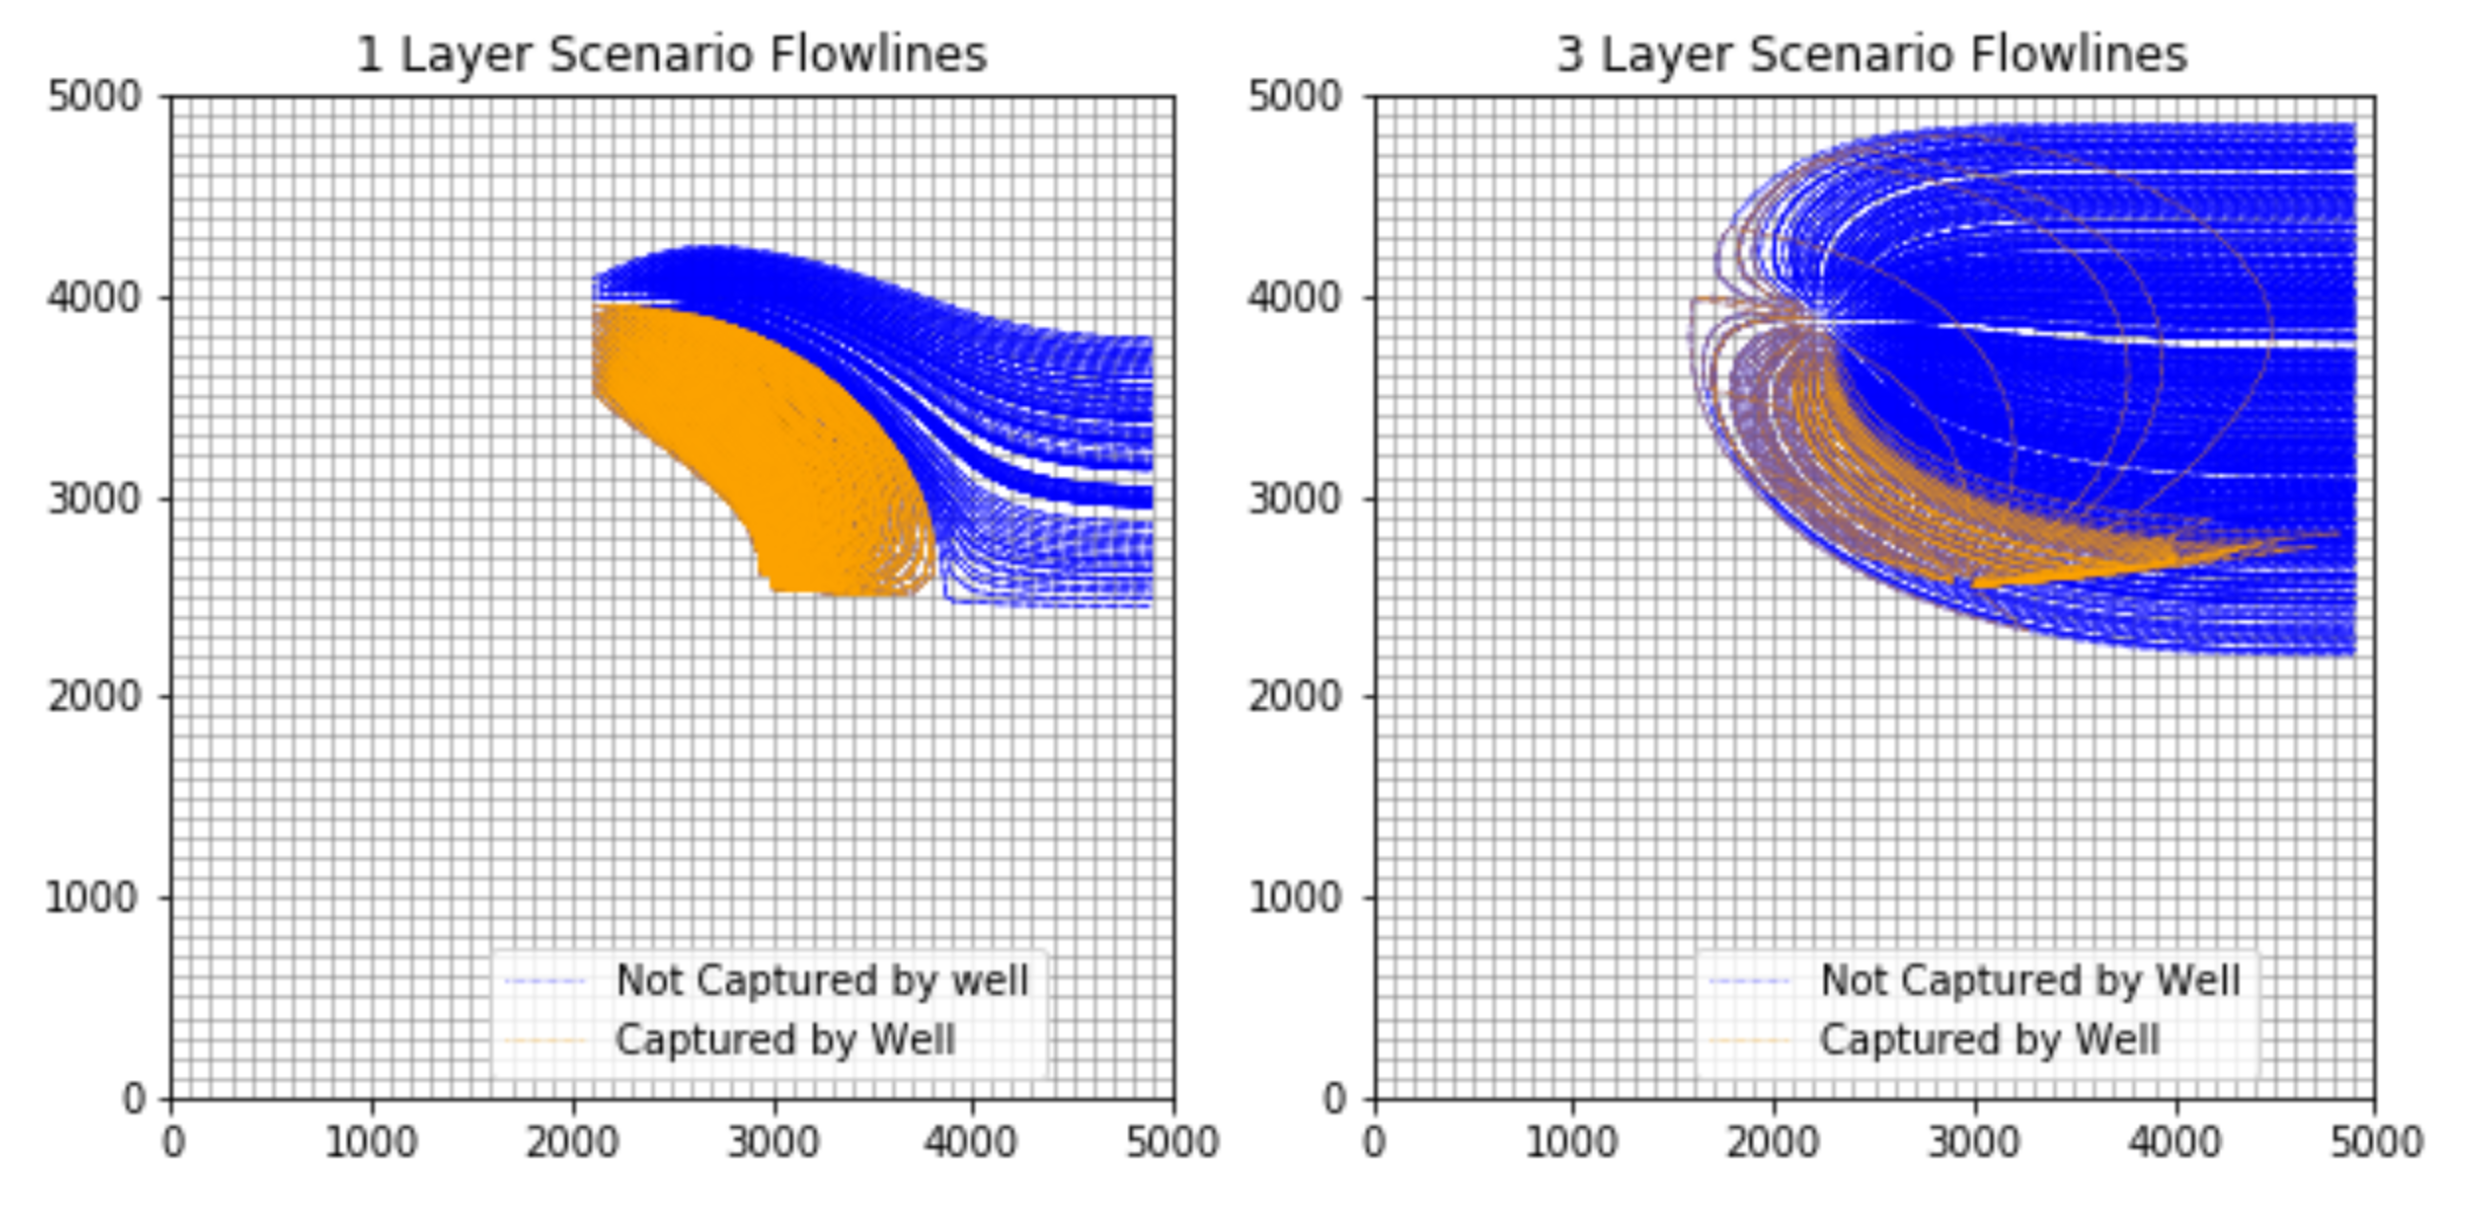 1 Layer Scenario Flowlines
5000
4000
3000
2000
1000
0
0 1000 2000 3000 4000 5000
Not Captured by well
Captured by Well
3 Layer Scenario Flowlines
5000
4000
3000
2000
1000
0
0 1000 2000 3000 4000 5000
Not Captured by Well
Captured by Well